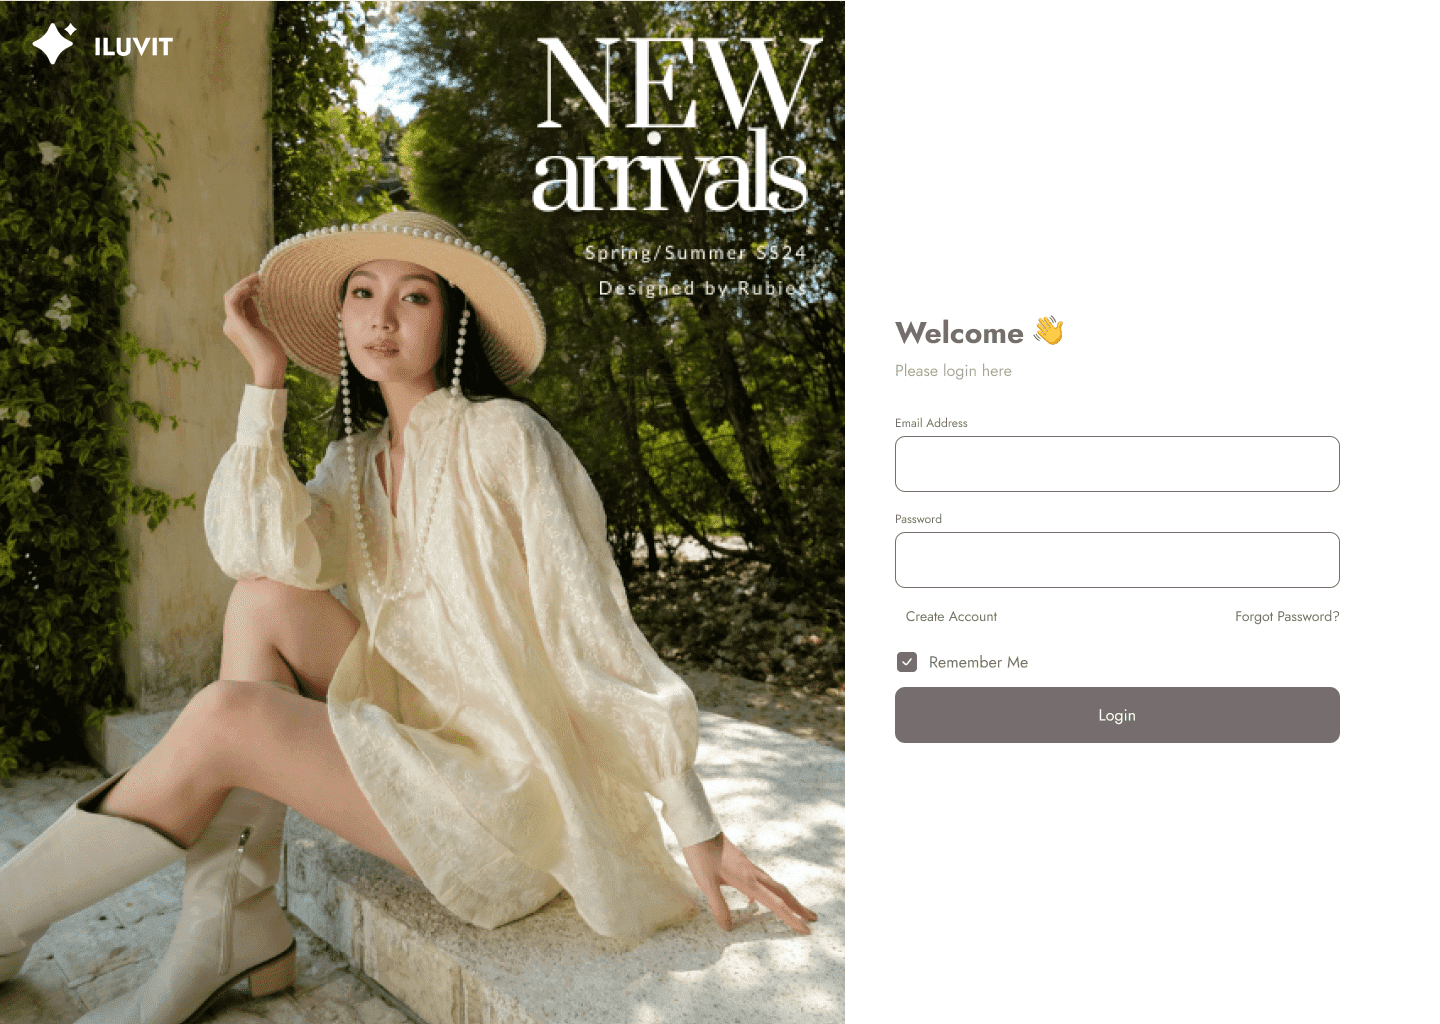 ILUVIT
NEW
arrivals
Spring/Summer SS24
Designed by Rubies
Welcome 👋
Please login here
Email Address
Password
Create Account
Forgot Password?
Remember Me
Login